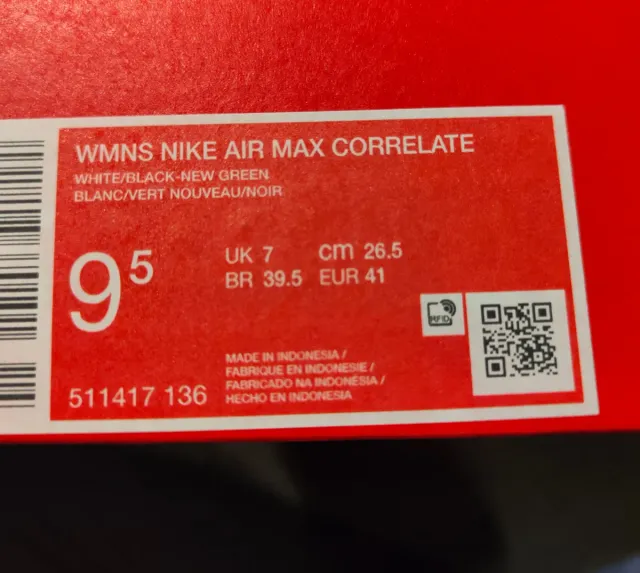 WMNS NIKE AIR MAX CORRELATE
WHITE/BLACK-NEW GREEN
BLANC/VERT NOUVEAU/NOIR
9 5
UK 7 cm 26.5
BR 39.5 EUR 41
RFID
MADE IN INDONESIA /
FABRIQUE EN INDONESIE /
FABRICADO NA INDONÉSIA /
HECHO EN INDONESIA
511417 136